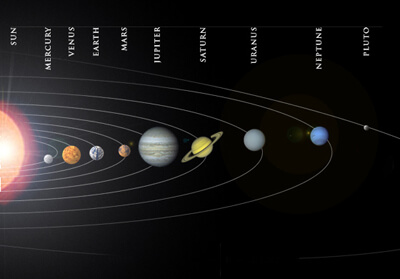 SUN
MERCURY
VENUS
EARTH
MARS
JUPITER
SATURN
URANUS
NEPTUNE
PLUTO